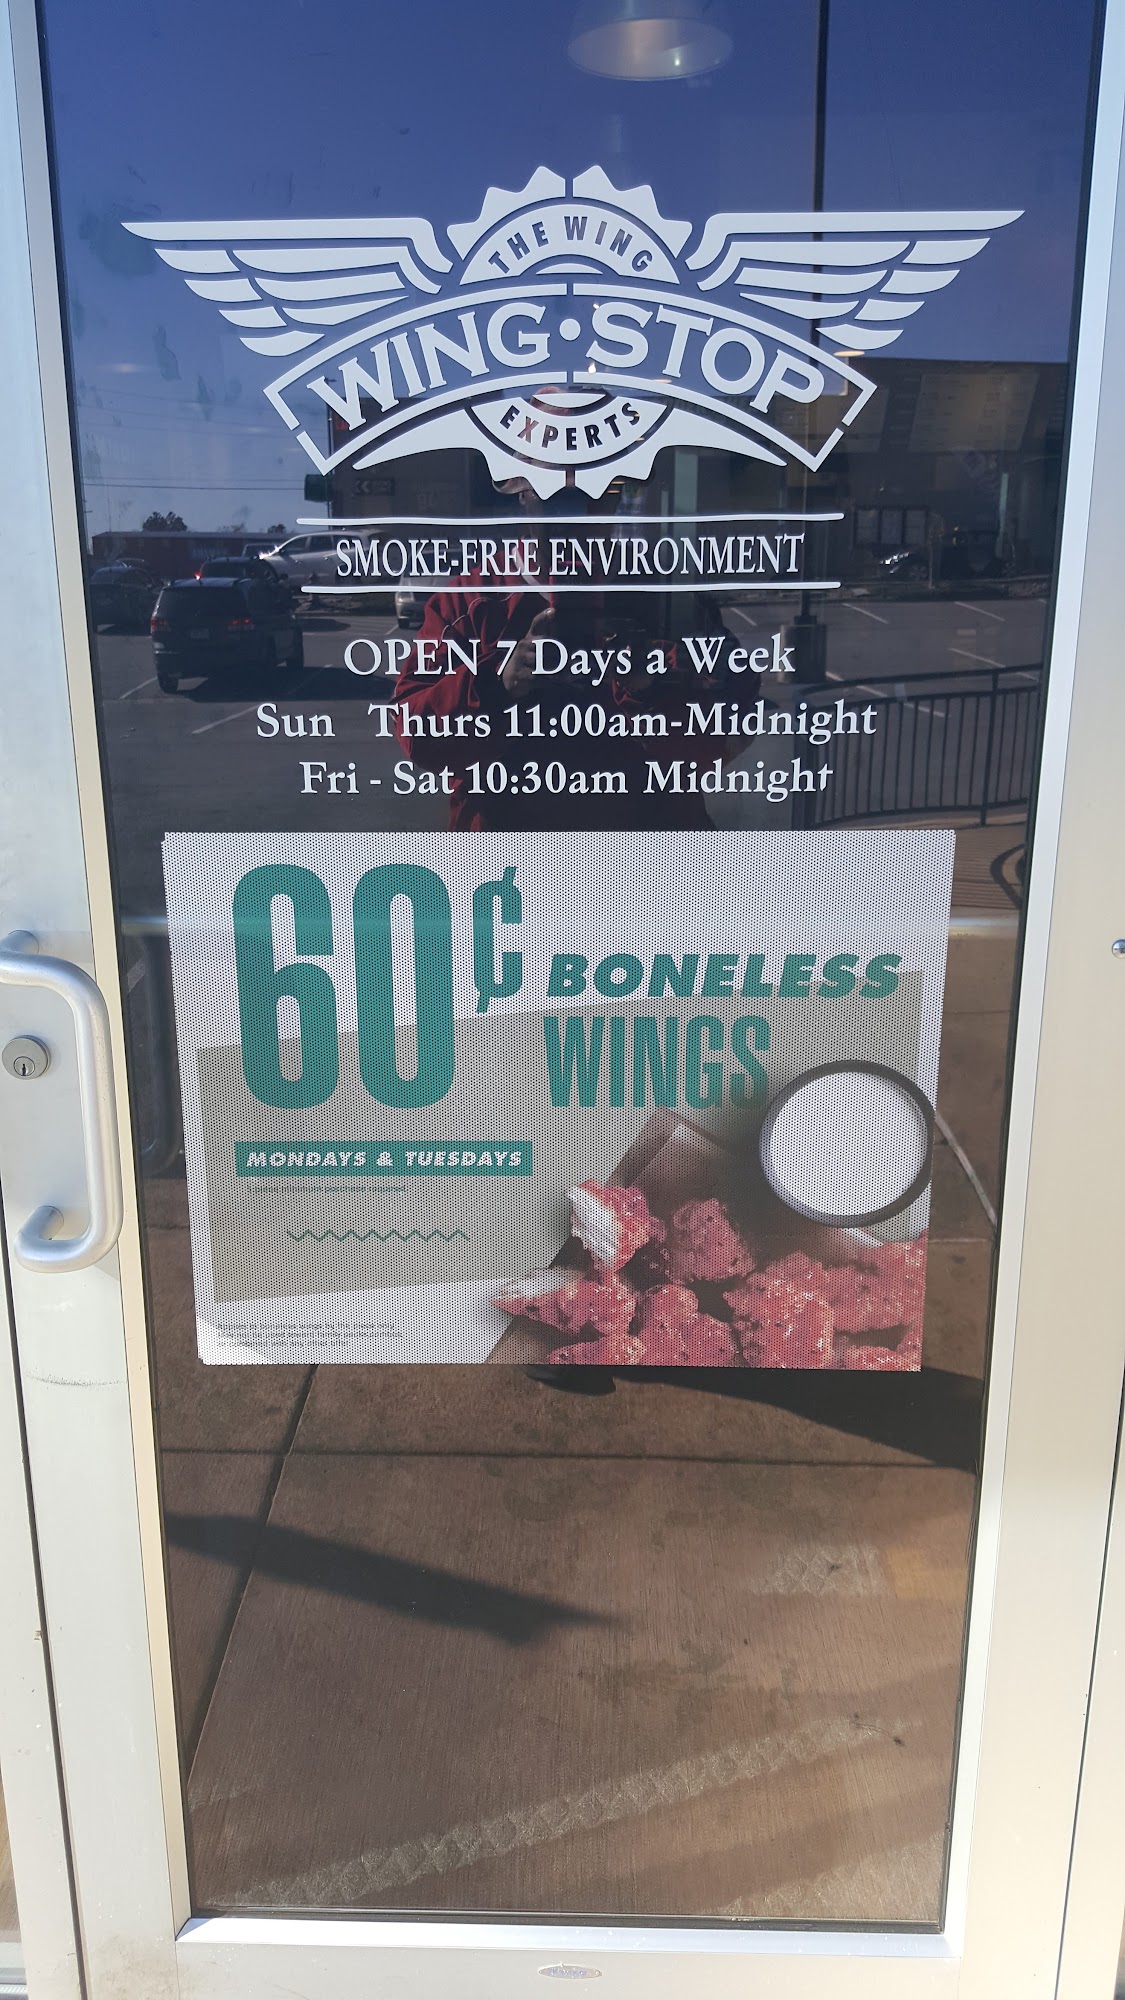 THE WING
WING·STOP
EXPERTS
SMOKE-FREE ENVIRONMENT
OPEN 7 Days a Week
Sun Thurs 11:00am-Midnight
Fri - Sat 10:30am Midnight
60¢ BONELESS
WINGS
MONDAYS & TUESDAYS